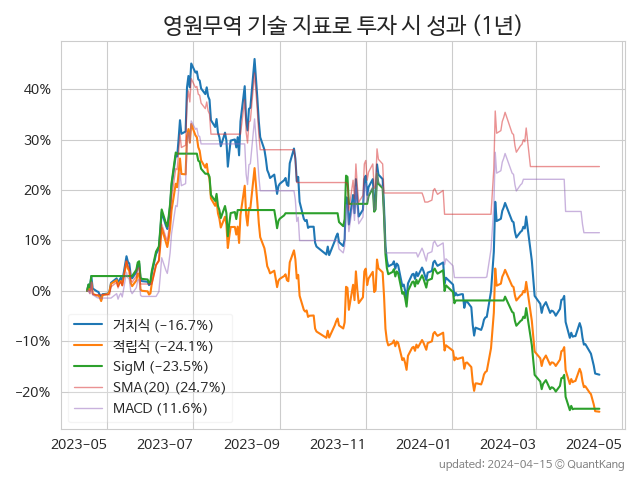 영원무역 기술 지표로 투자 시 성과 (1년)
40%
30%
20%
10%
0%
−10%
−20%
거치식 (−16.7%)
적립식 (−24.1%)
SigM (−23.5%)
SMA(20) (24.7%)
MACD (11.6%)
2023-05 2023-07 2023-09 2023-11 2024-01 2024-03 2024-05
updated: 2024-04-15 © QuantKang